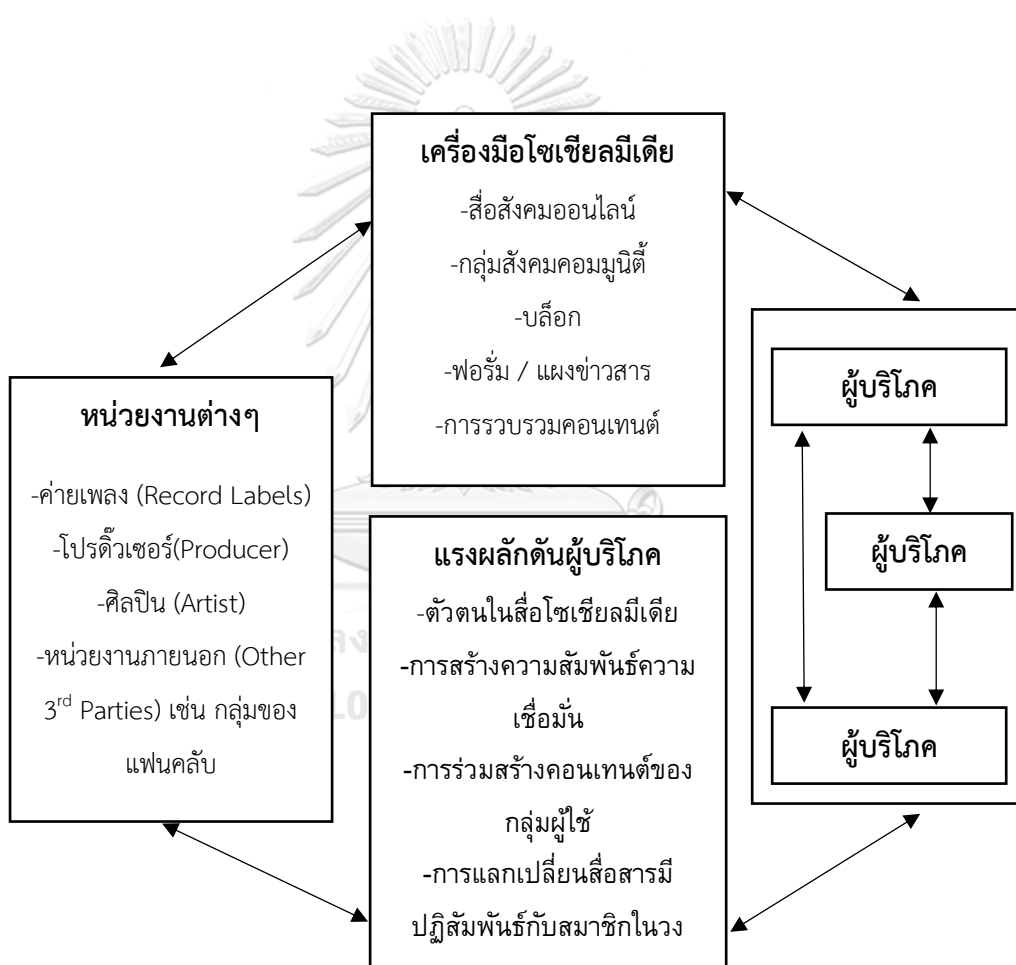 เครื่องมือโซเชียลมีเดีย
-สื่อสังคมออนไลน์
-กลุ่มสังคมคอมมูนิตี้
-บล็อก
-ฟอรั่ม / แผงข่าวสาร
-การรวบรวมคอนเทนต์
หน่วยงานต่างๆ
-ค่ายเพลง (Record Labels)
-โปรดิ๊วเซอร์(Producer)
-ศิลปิน (Artist)
-หน่วยงานภายนอก (Other
3rd Parties) เช่น กลุ่มของ
แฟนคลับ
แรงผลักดันผู้บริโภค
-ตัวตนในสื่อโซเชียลมีเดีย
-การสร้างความสัมพันธ์ความ
เชื่อมั่น
-การร่วมสร้างคอนเทนต์ของ
กลุ่มผู้ใช้
-การแลกเปลี่ยนสื่อสารมี
ปฏิสัมพันธ์กับสมาชิกในวง
ผู้บริโภค
ผู้บริโภค
ผู้บริโภค